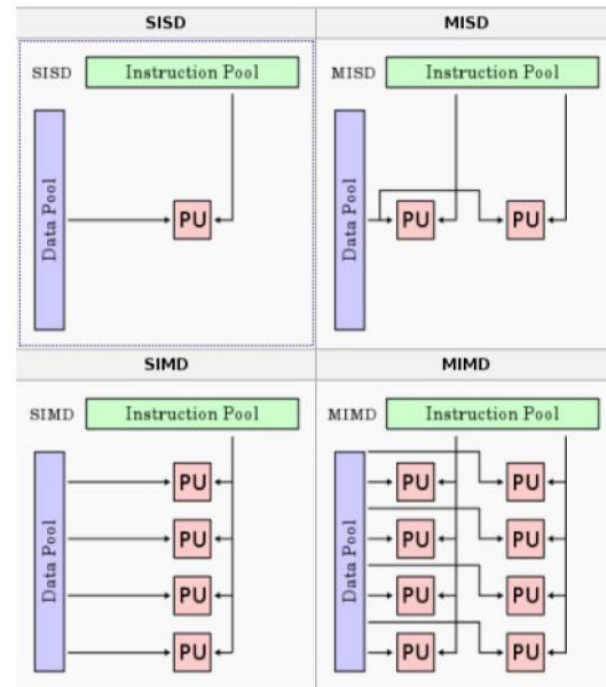 SISD
MISD
SISD Instruction Pool
Data Pool
PU
MISD Instruction Pool
Data Pool
PU PU
SIMD
MIMD
SIMD Instruction Pool
Data Pool
PU
PU
PU
PU
MIMD Instruction Pool
Data Pool
PU PU
PU PU
PU PU
PU PU